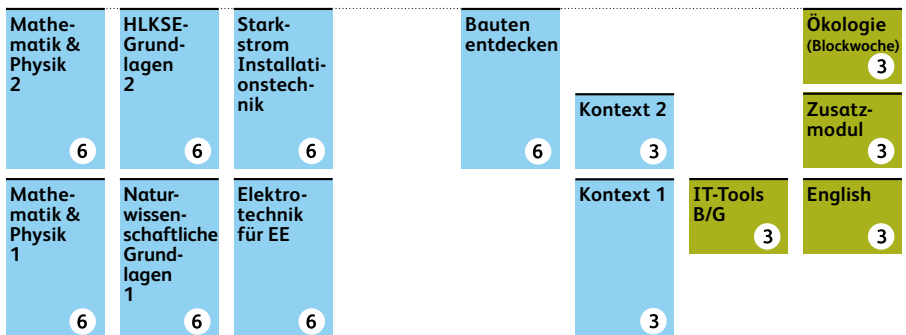 Mathe-
matik &
Physik
2
6
HLKSE-
Grund-
lagen
2
6
Stark-
strom
Installati-
onstech-
nik
6
Bauten
entdecken
6
Kontext 2
3
Ökologie
(Blockwoche)
3
Zusatz-
modul
3
Mathe-
matik &
Physik
1
6
Natur-
wissen-
schaftliche
Grund-
lagen
1
6
Elektro-
technik
für EE
6
Kontext 1
3
IT-Tools
B/G
3
English
3